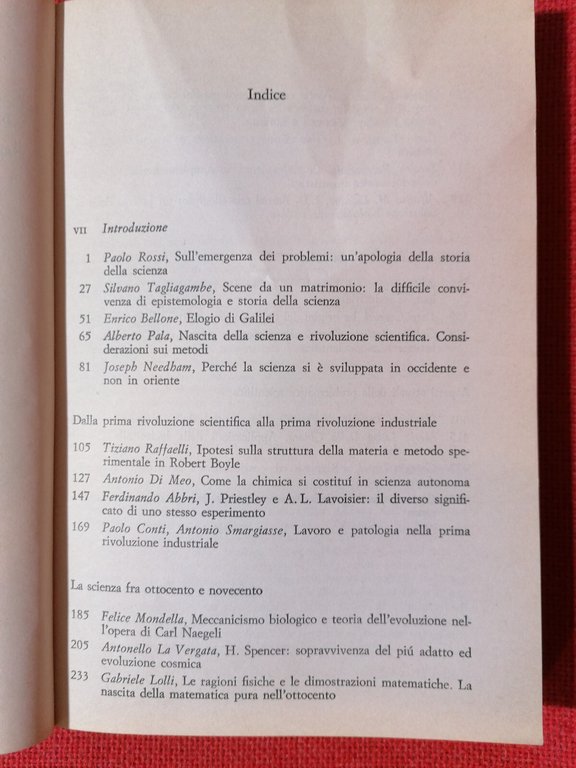 Indice
VII Introduzione
1 Paolo Rossi, Sull'emergenza dei problemi: un'apologia della storia
della scienza
27 Silvano Tagliagambe, Scene da un matrimonio: la difficile convi-
venza di epistemologia e storia della scienza
51 Enrico Bellone, Elogio di Galilei
65 Alberto Pala, Nascita della scienza e rivoluzione scientifica. Consi-
derazioni sui metodi
81 Joseph Needham, Perché la scienza si è sviluppata in occidente e
non in oriente
Dalla prima rivoluzione scientifica alla prima rivoluzione industriale
105 Tiziano Raffaelli, Ipotesi sulla struttura della materia e metodo spe-
rimentale in Robert Boyle
127 Antonio Di Meo, Come la chimica si costituí in scienza autonoma
147 Ferdinando Abbri, J. Priestley e A. L. Lavoisier: il diverso signifi-
cato di uno stesso esperimento
169 Paolo Conti, Antonio Smargiasse, Lavoro e patologia nella prima
rivoluzione industriale
La scienza fra ottocento e novecento
185 Felice Mondella, Meccanicismo biologico e teoria dell'evoluzione nel-
l'opera di Carl Naegeli
205 Antonello La Vergata, H. Spencer: sopravvivenza del piú adatto ed
evoluzione cosmica
233 Gabriele Lolli, Le ragioni fisiche e le dimostrazioni matematiche. La
nascita della matematica pura nell'ottocento